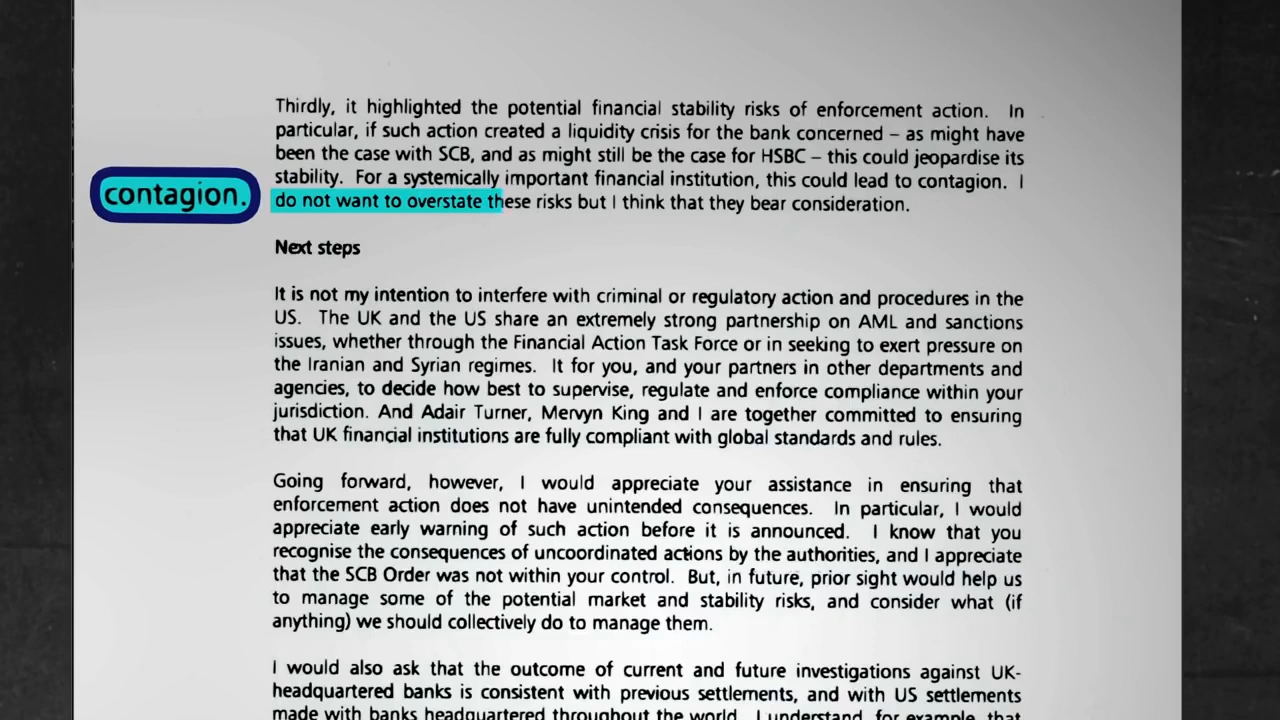 Thirdly, it highlighted the potential financial stability risks of enforcement action. In
particular, if such action created a liquidity crisis for the bank concerned – as might have
been the case with SCB, and as might still be the case for HSBC – this could jeopardise its
stability. For a systemically important financial institution, this could lead to contagion. I
contagion.
do not want to overstate these risks but I think that they bear consideration.
Next steps
It is not my intention to interfere with criminal or regulatory action and procedures in the
US. The UK and the US share an extremely strong partnership on AML and sanctions
issues, whether through the Financial Action Task Force or in seeking to exert pressure on
the Iranian and Syrian regimes. It for you, and your partners in other departments and
agencies, to decide how best to supervise, regulate and enforce compliance within your
jurisdiction. And Adair Turner, Mervyn King and I are together committed to ensuring
that UK financial institutions are fully compliant with global standards and rules.
Going forward, however, I would appreciate your assistance in ensuring that
enforcement action does not have unintended consequences. In particular, I would
appreciate early warning of such action before it is announced. I know that you
recognise the consequences of uncoordinated actions by the authorities, and I appreciate
that the SCB Order was not within your control. But, in future, prior sight would help us
to manage some of the potential market and stability risks, and consider what (if
anything) we should collectively do to manage them.
I would also ask that the outcome of current and future investigations against UK-
headquartered banks is consistent with previous settlements, and with US settlements
made with banks headquartered throughout the world. I understand, for example, that